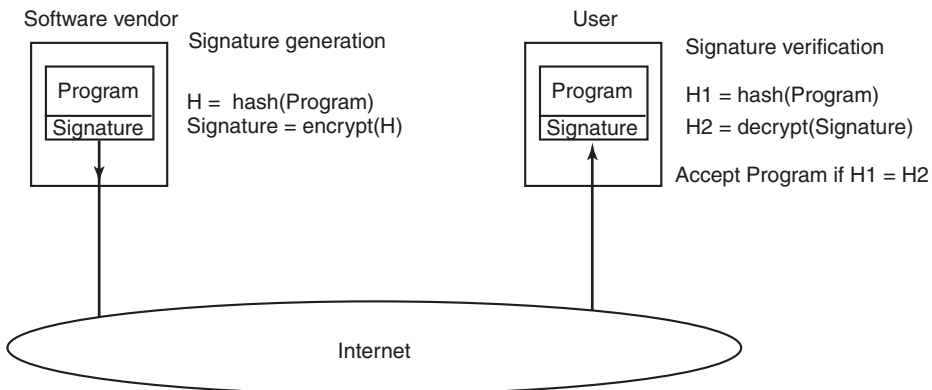 Software vendor
Signature generation
Program
Signature
H = hash(Program)
Signature = encrypt(H)
User
Signature verification
Program
Signature
H1 = hash(Program)
H2 = decrypt(Signature)
Accept Program if H1 = H2
Internet